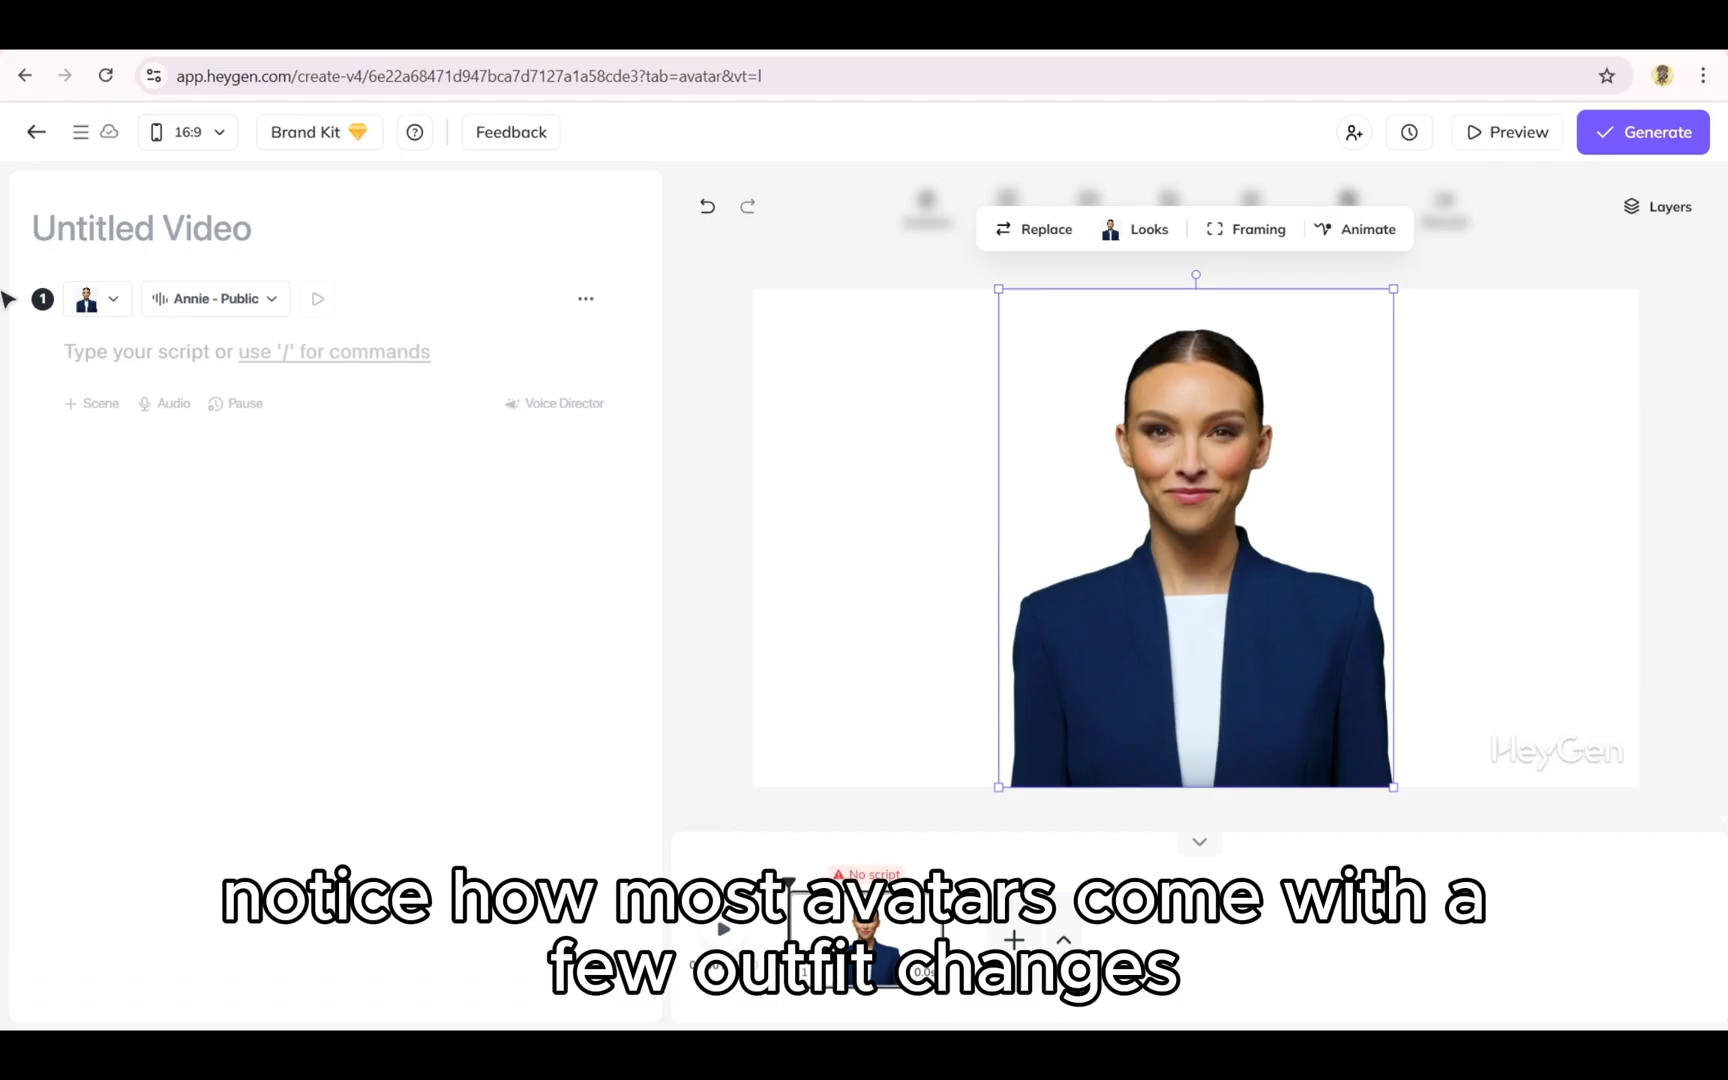 app.heygen.com/create-v4/6e22a68471d947bca7d7127a1a58cde3?tab=avatar&vt=l
16:9
Brand Kit
Feedback
Preview
Generate
Untitled Video
Layers
Replace
Looks
Framing
Animate
1
Annie - Public
Type your script or use '/' for commands
Scene
Audio
Pause
Voice Director
HeyGen
No script
notice how most avatars come with a
few outfit changes
1